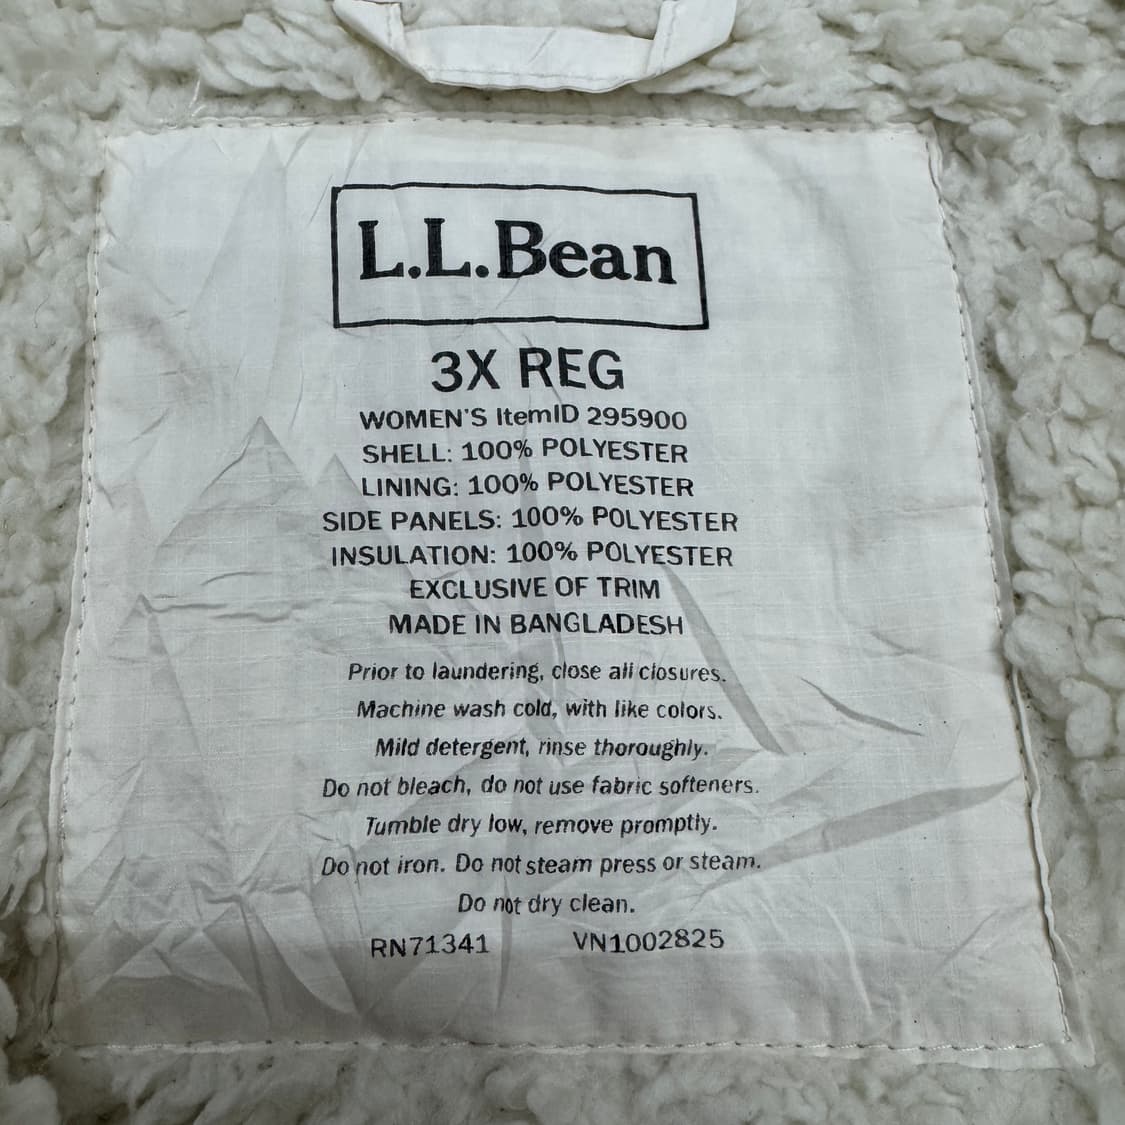 L.L.Bean
3X REG
WOMEN'S ItemID 295900
SHELL: 100% POLYESTER
LINING: 100% POLYESTER
SIDE PANELS: 100% POLYESTER
INSULATION: 100% POLYESTER
EXCLUSIVE OF TRIM
MADE IN BANGLADESH
Prior to laundering, close all closures.
Machine wash cold, with like colors.
Mild detergent, rinse thoroughly.
Do not bleach, do not use fabric softeners.
Tumble dry low, remove promptly.
Do not iron. Do not steam press or steam.
Do not dry clean.
RN71341 VN1002825